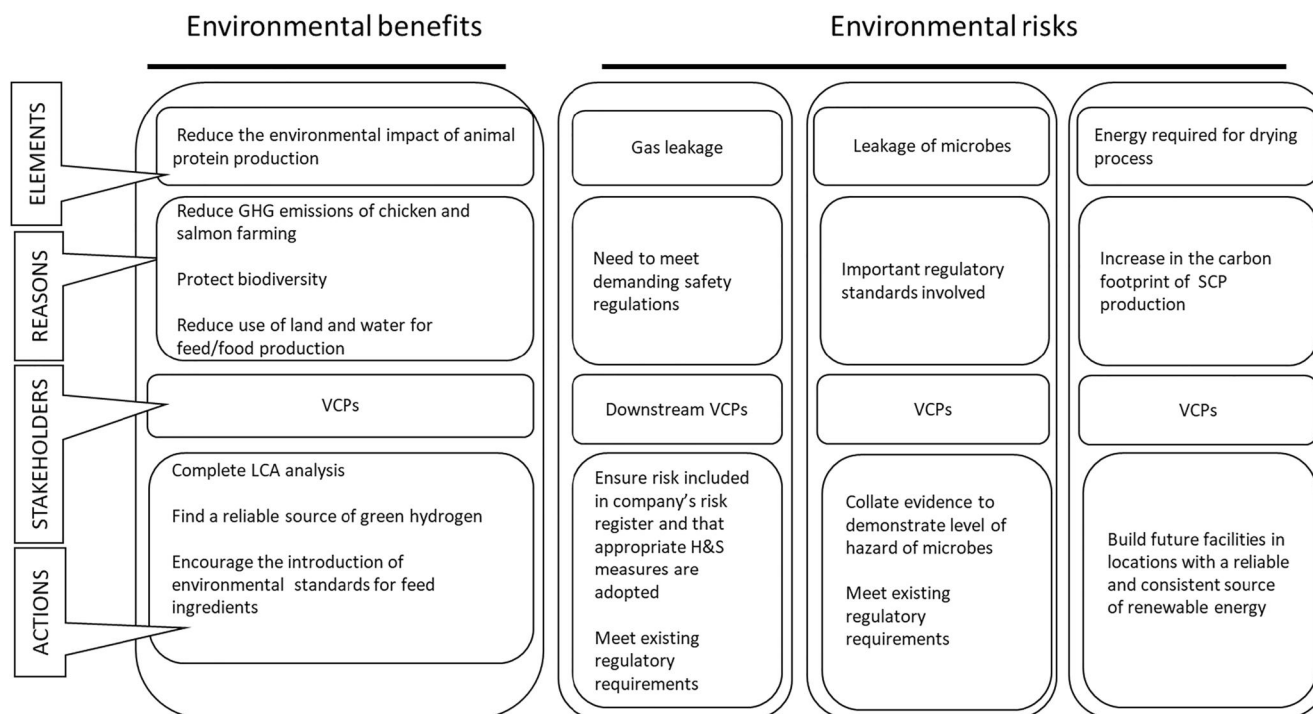 Environmental benefits
Environmental risks
ELEMENTS
Reduce the environmental impact of animal
protein production
Gas leakage
Leakage of microbes
Energy required for drying
process
REASONS
Reduce GHG emissions of chicken and
salmon farming
Protect biodiversity
Reduce use of land and water for
feed/food production
Need to meet
demanding safety
regulations
Important regulatory
standards involved
Increase in the carbon
footprint of SCP
production
STAKEHOLDERS
VCPs
Downstream VCPs
VCPs
VCPs
ACTIONS
Complete LCA analysis
Find a reliable source of green hydrogen
Encourage the introduction of
environmental standards for feed
ingredients
Ensure risk included
in company’s risk
register and that
appropriate H&S
measures are
adopted
Meet existing
regulatory
requirements
Collate evidence to
demonstrate level of
hazard of microbes
Meet existing
regulatory
requirements
Build future facilities in
locations with a reliable
and consistent source
of renewable energy